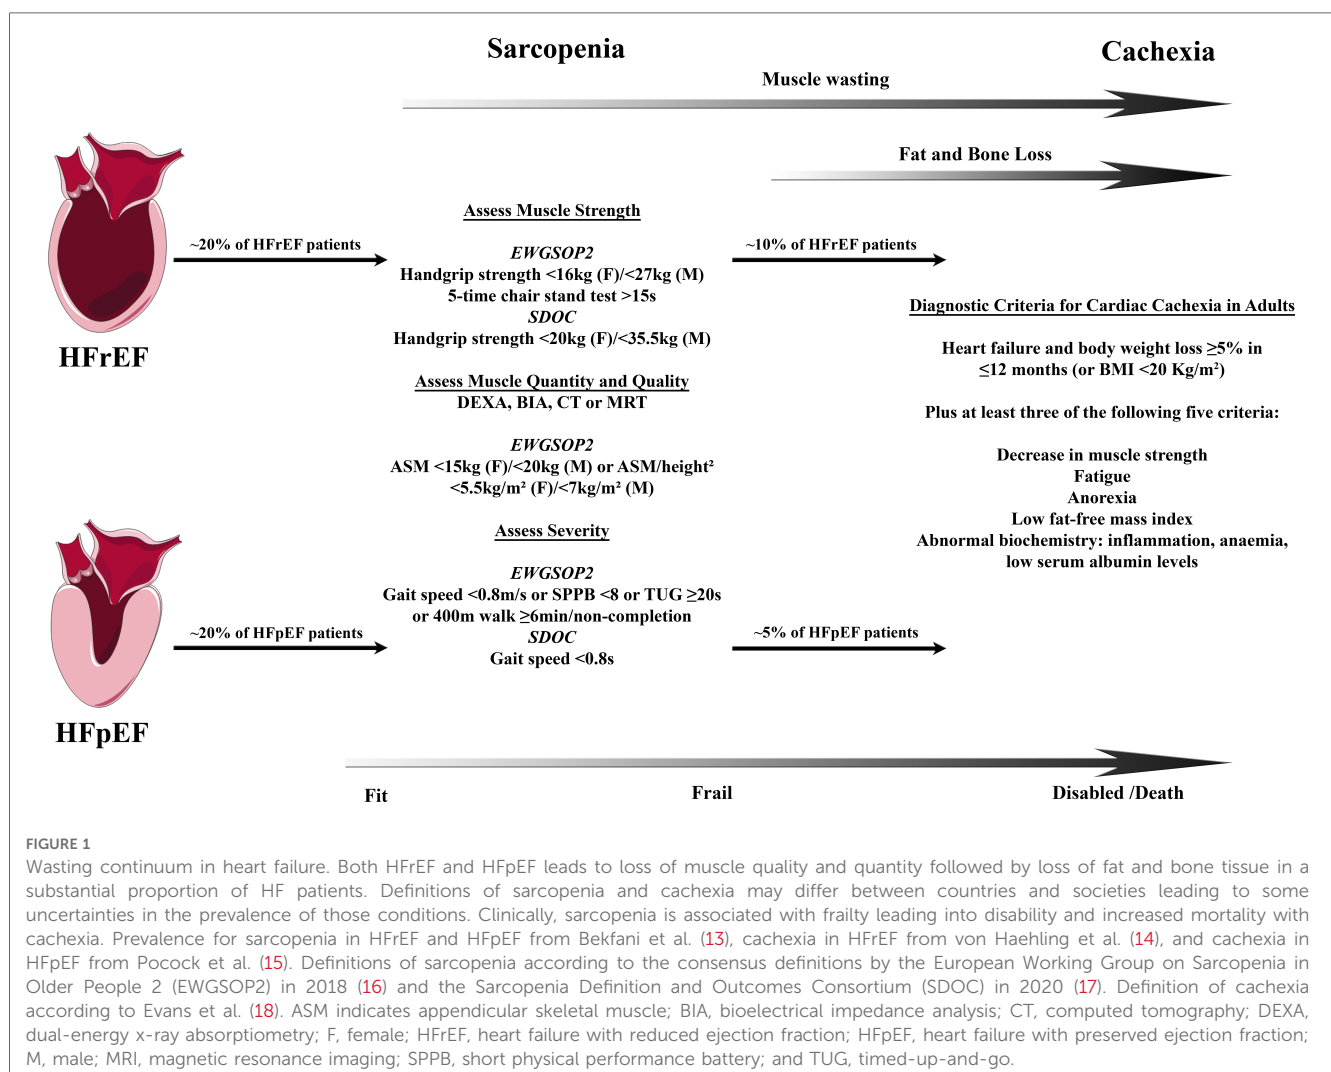 Sarcopenia
Cachexia
Muscle wasting
Fat and Bone Loss
HFrEF
~20% of HFrEF patients
Assess Muscle Strength
EWGSOP2
Handgrip strength <16kg (F)/<27kg (M)
5-time chair stand test >15s
SDOC
Handgrip strength <20kg (F)/<35.5kg (M)
Assess Muscle Quantity and Quality
DEXA, BIA, CT or MRT
EWGSOP2
ASM <15kg (F)/<20kg (M) or ASM/height²
<5.5kg/m² (F)/<7kg/m² (M)
Assess Severity
EWGSOP2
Gait speed <0.8m/s or SPPB <8 or TUG ≥20s
or 400m walk ≥6min/non-completion
SDOC
Gait speed <0.8s
~10% of HFrEF patients
Diagnostic Criteria for Cardiac Cachexia in Adults
Heart failure and body weight loss ≥5% in
≤12 months (or BMI <20 Kg/m²)
Plus at least three of the following five criteria:
Decrease in muscle strength
Fatigue
Anorexia
Low fat-free mass index
Abnormal biochemistry: inflammation, anaemia,
low serum albumin levels
HFpEF
~20% of HFpEF patients
~5% of HFpEF patients
Fit
Frail
Disabled /Death
FIGURE 1
Wasting continuum in heart failure. Both HFrEF and HFpEF leads to loss of muscle quality and quantity followed by loss of fat and bone tissue in a
substantial proportion of HF patients. Definitions of sarcopenia and cachexia may differ between countries and societies leading to some
uncertainties in the prevalence of those conditions. Clinically, sarcopenia is associated with frailty leading into disability and increased mortality with
cachexia. Prevalence for sarcopenia in HFrEF and HFpEF from Bekfani et al. (13), cachexia in HFrEF from von Haehling et al. (14), and cachexia in
HFpEF from Pocock et al. (15). Definitions of sarcopenia according to the consensus definitions by the European Working Group on Sarcopenia in
Older People 2 (EWGSOP2) in 2018 (16) and the Sarcopenia Definition and Outcomes Consortium (SDOC) in 2020 (17). Definition of cachexia
according to Evans et al. (18). ASM indicates appendicular skeletal muscle; BIA, bioelectrical impedance analysis; CT, computed tomography; DEXA,
dual-energy x-ray absorptiometry; F, female; HFrEF, heart failure with reduced ejection fraction; HFpEF, heart failure with preserved ejection fraction;
M, male; MRI, magnetic resonance imaging; SPPB, short physical performance battery; and TUG, timed-up-and-go.